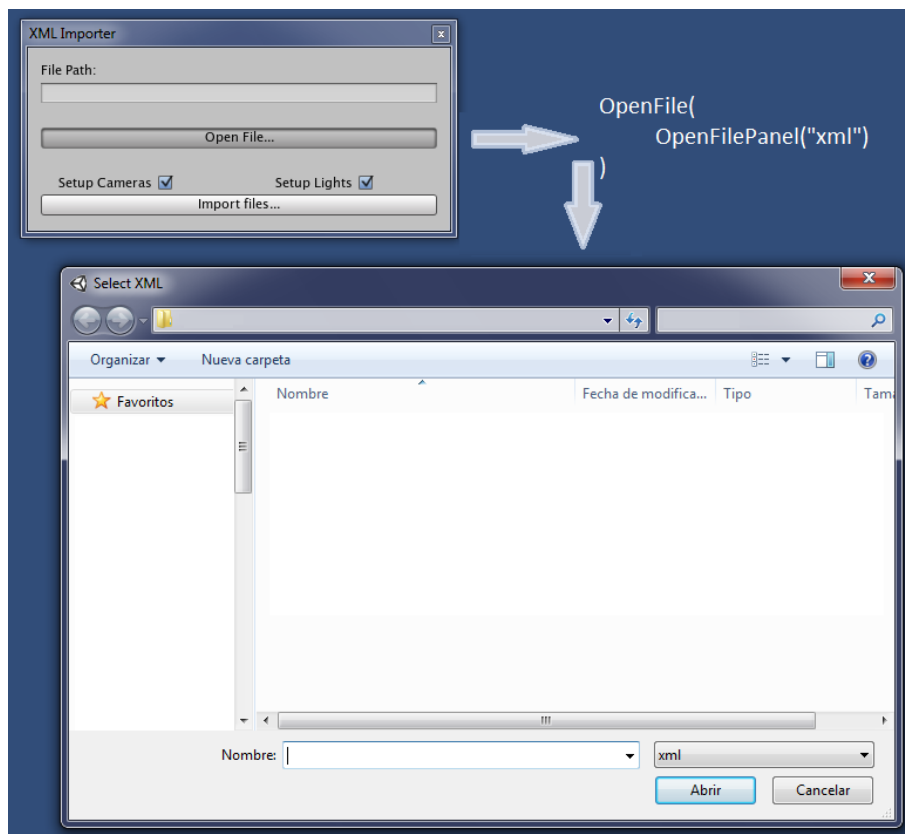 XML Importer
File Path:
Open File...
Setup Cameras Setup Lights
Import files...
OpenFile(
OpenFilePanel("xml")
)
Select XML
Organizar Nueva carpeta
Favoritos
Nombre Fecha de modifica... Tipo Tama
Nombre: xml
Abrir Cancelar